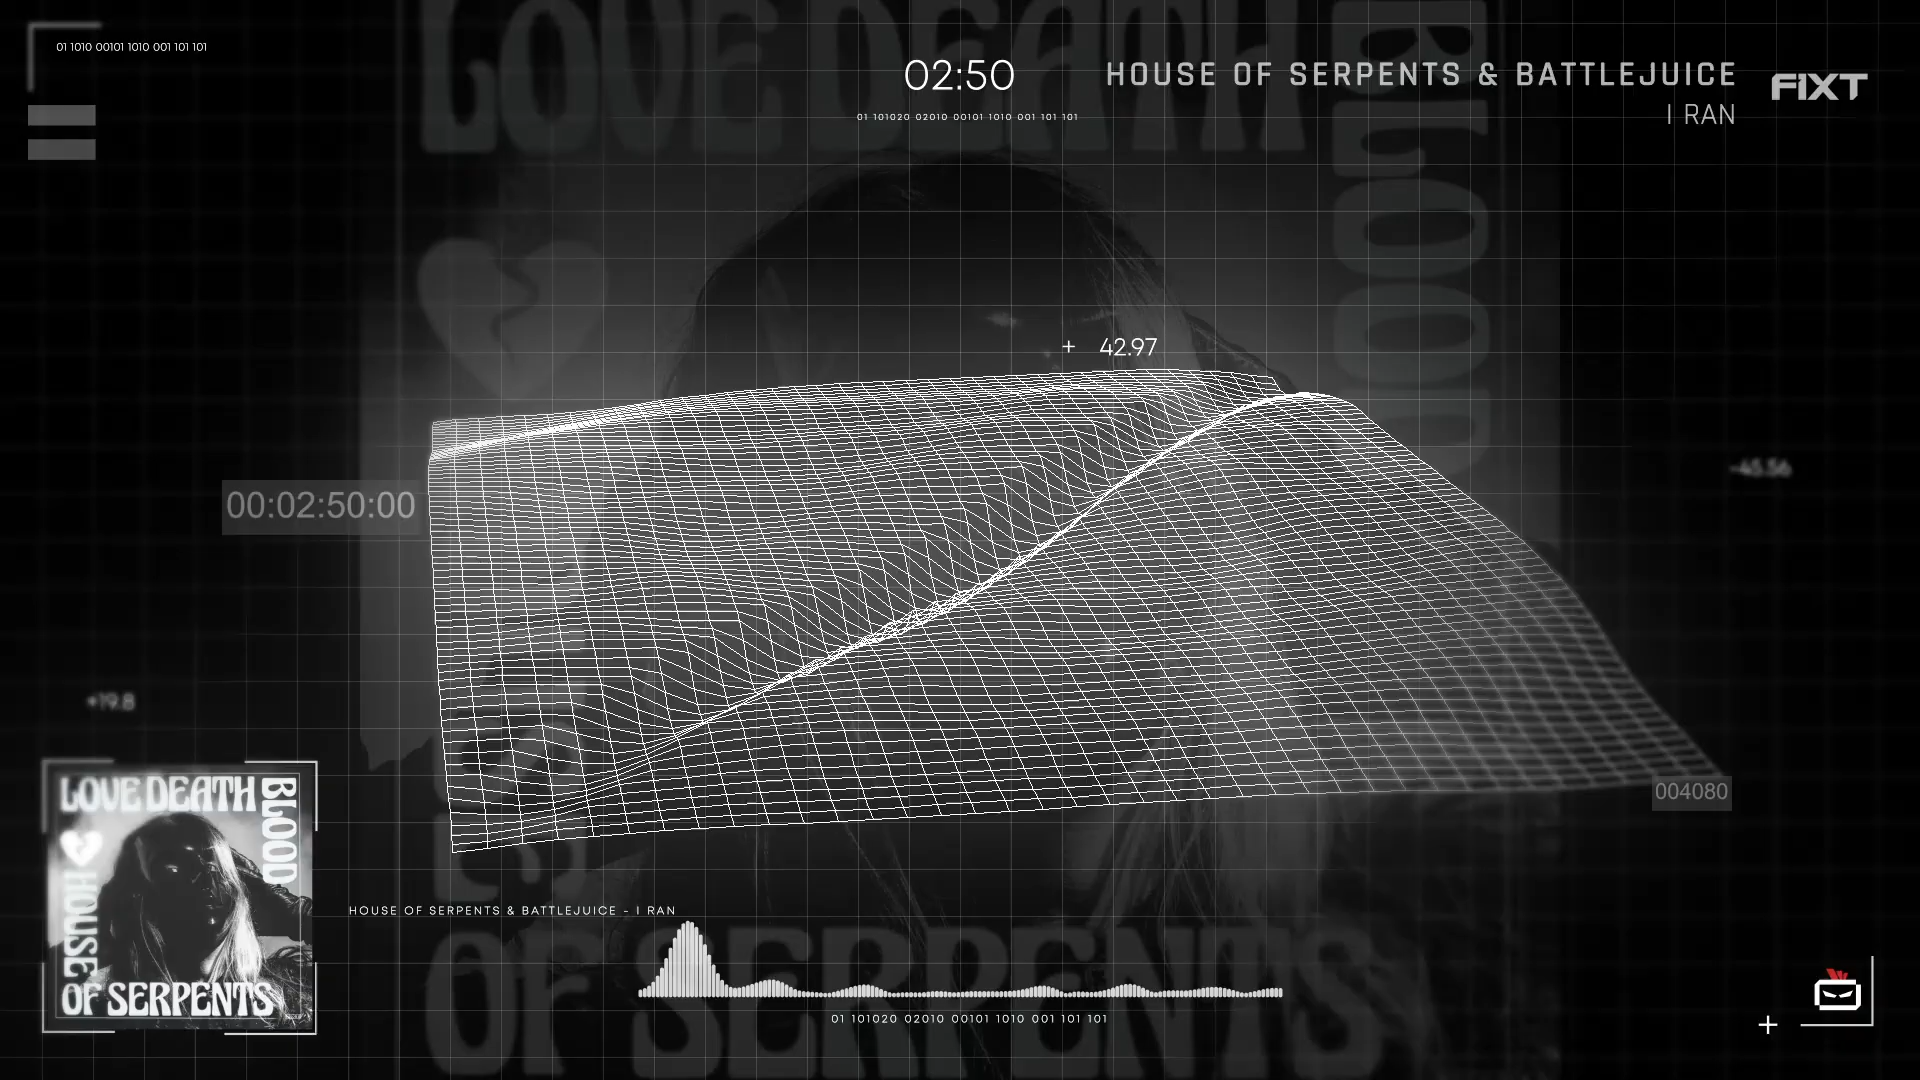 01 1010 00101 1010 001 101 101
02:50
01 101020 02010 00101 1010 001 101 101
HOUSE OF SERPENTS & BATTLEJUICE
I RAN
FIXT
LOVE DEATH
BLOOD
+ 42.97
-45.56
00:02:50:00
+19.8
004080
LOVE DEATH
BLOOD
HOUSE
OF SERPENTS
HOUSE OF SERPENTS & BATTLEJUICE - I RAN
OF SERPENTS
01 101020 02010 00101 1010 001 101 101